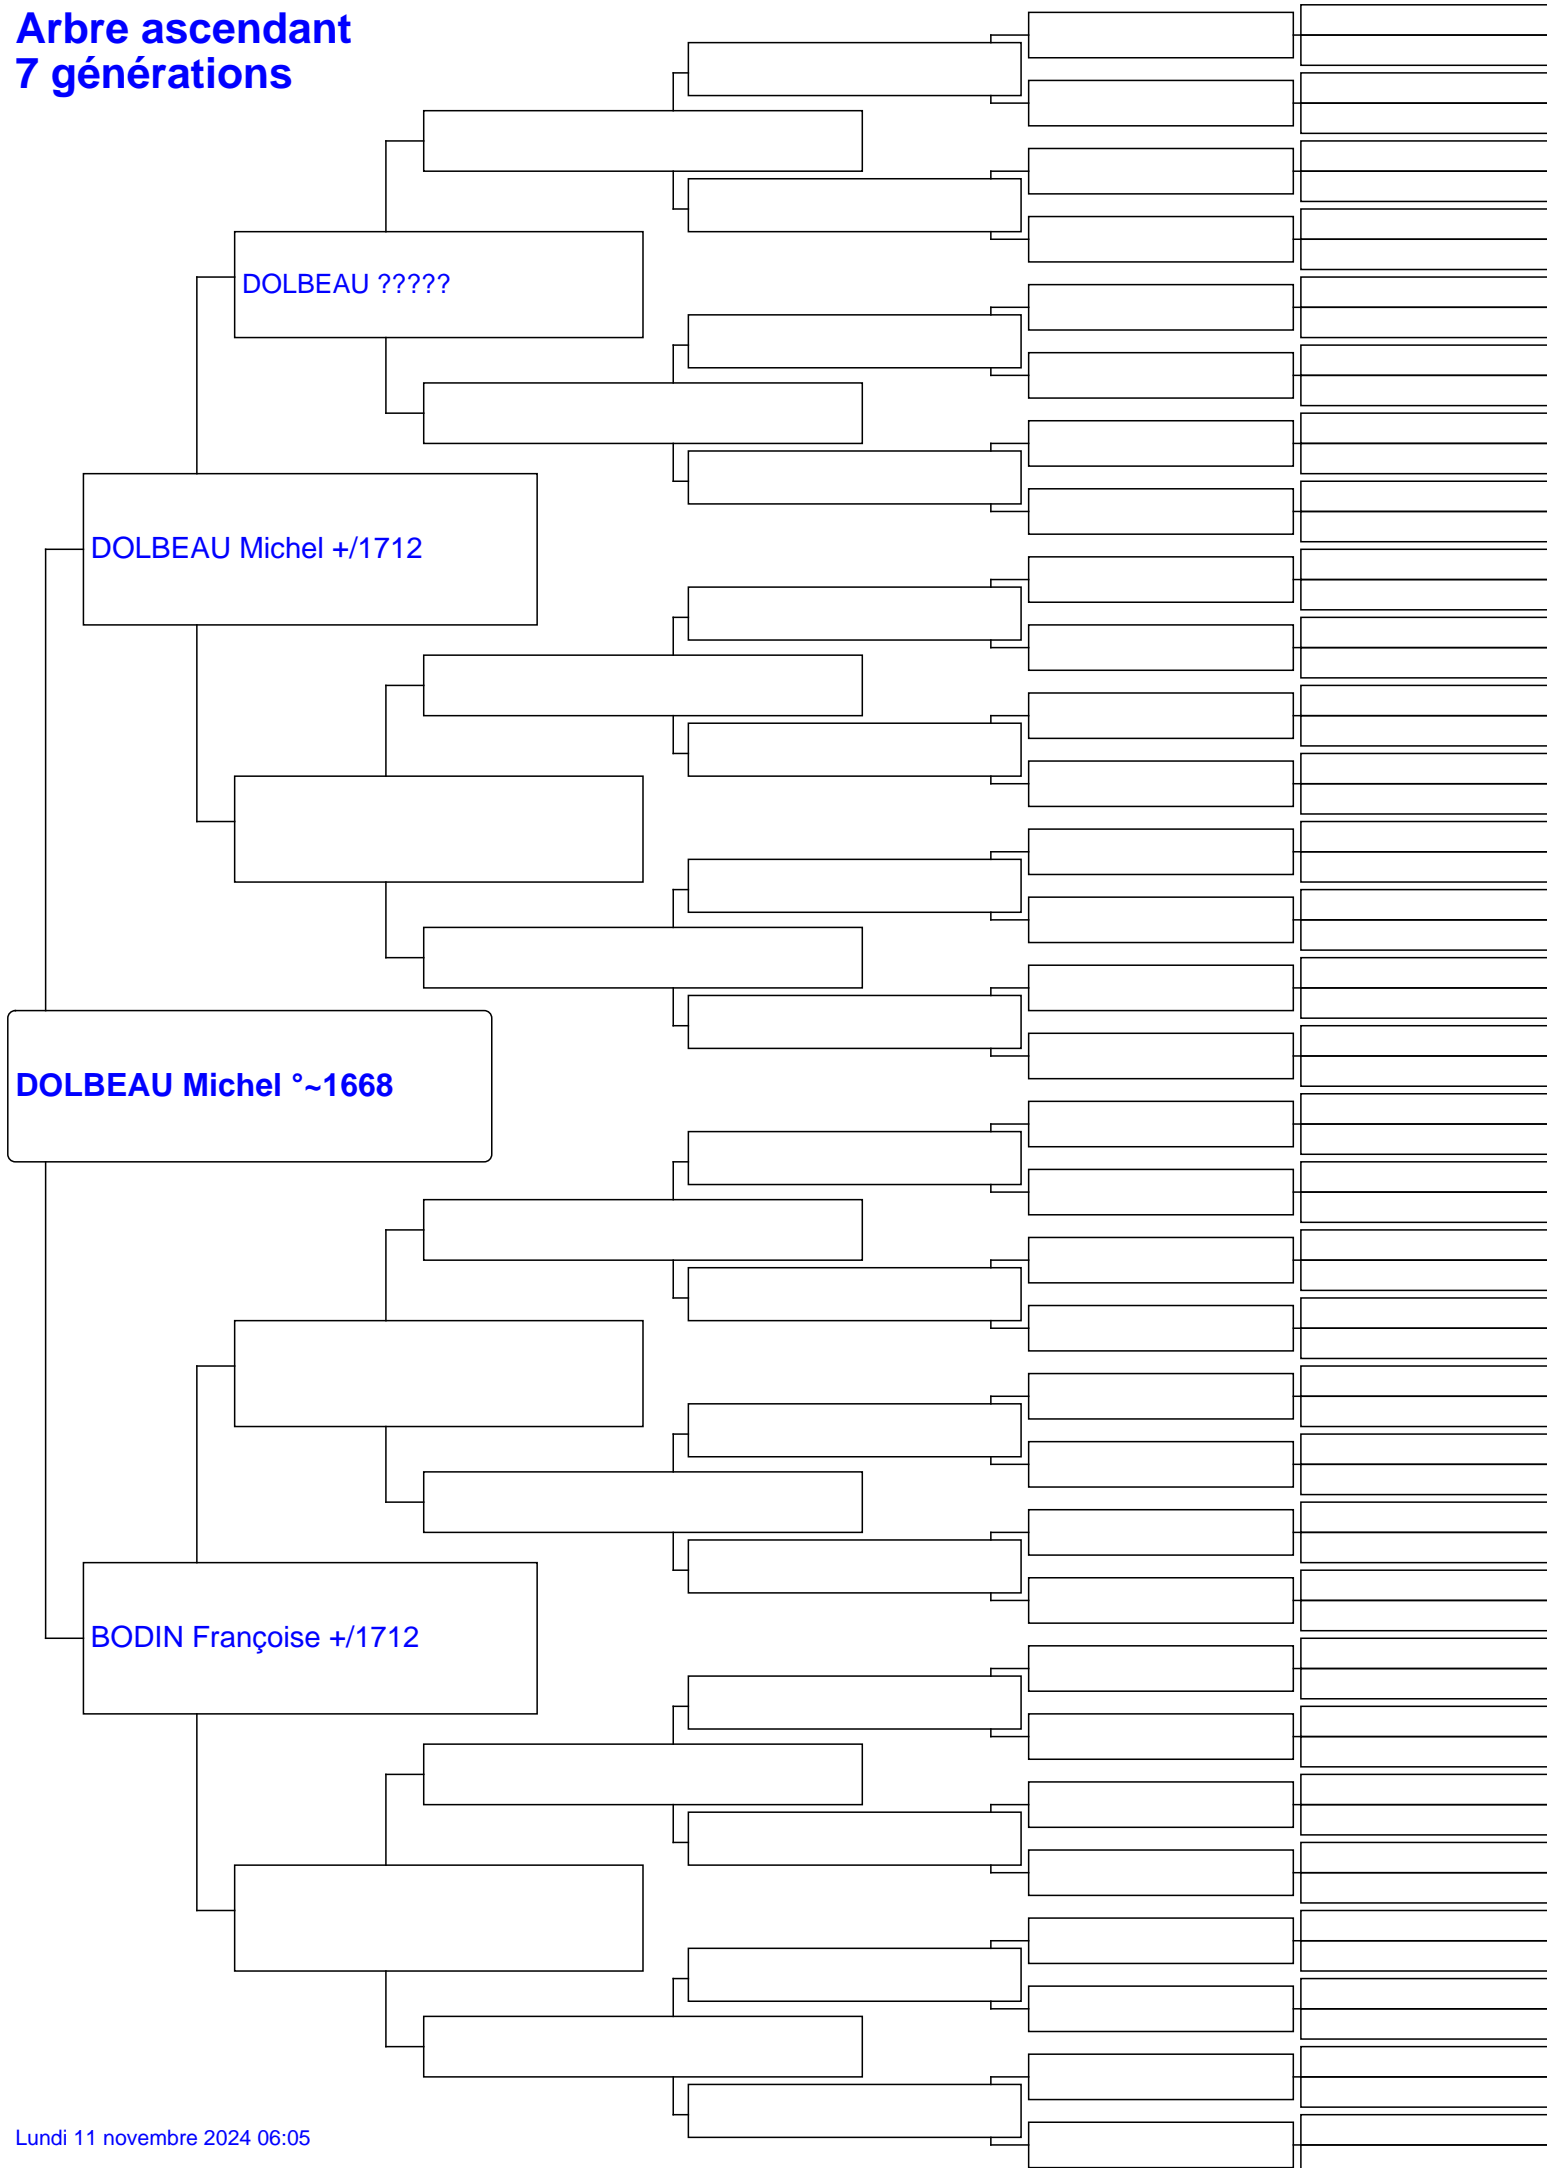 Arbre ascendant
7 générations
DOLBEAU ?????
DOLBEAU Michel +/1712
DOLBEAU Michel °~1668
BODIN Françoise +/1712
Lundi 11 novembre 2024 06:05